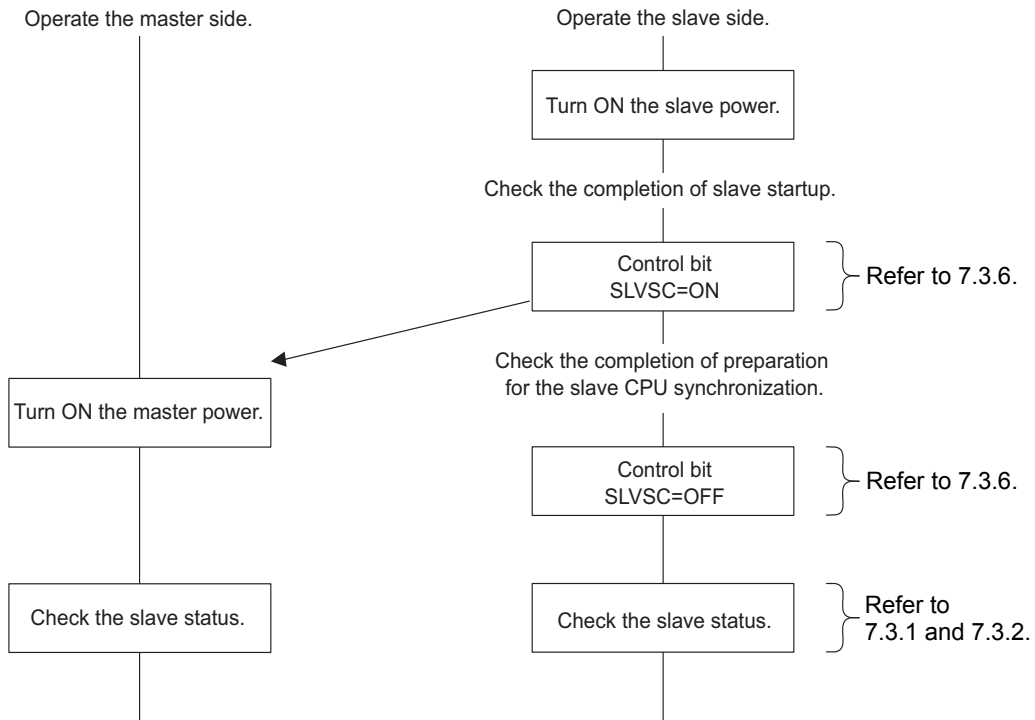 Operate the master side.
Operate the slave side.
Turn ON the slave power.
Check the completion of slave startup.
Control bit
SLVSC=ON
Refer to 7.3.6.
Check the completion of preparation
for the slave CPU synchronization.
Turn ON the master power.
Control bit
SLVSC=OFF
Refer to 7.3.6.
Check the slave status.
Check the slave status.
Refer to
7.3.1 and 7.3.2.